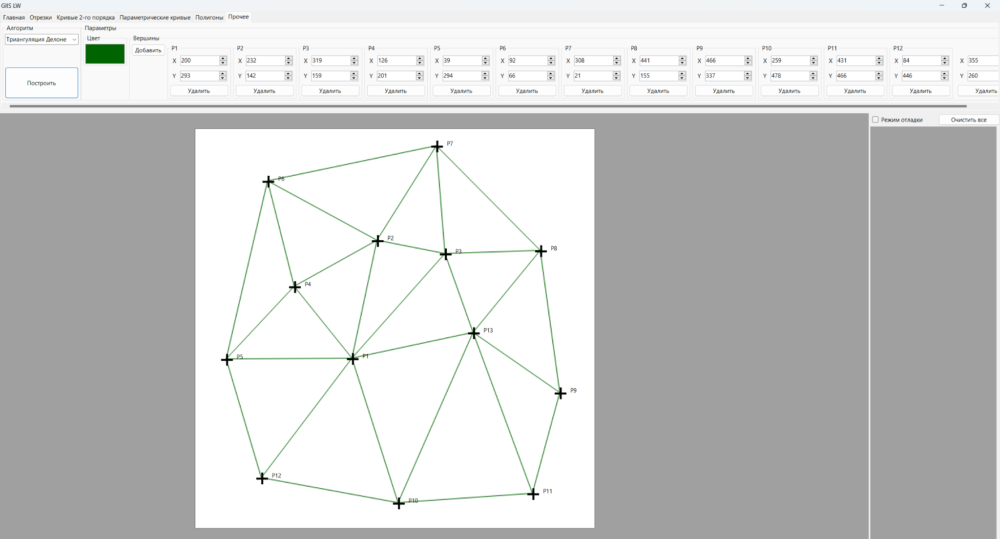 GIIS LW
Главная Отрезки Кривые 2-го порядка Параметрические кривые Полигоны Прочее
Алгоритм Параметры
Триангуляция Делоне Цвет Вершины
Добавить P1 P2 P3 P4 P5 P6 P7 P8 P9 P10 P11 P12
X 200 X 232 X 319 X 126 X 39 X 92 X 308 X 441 X 466 X 259 X 431 X 84 X 355
Y 293 Y 142 Y 159 Y 201 Y 294 Y 66 Y 21 Y 155 Y 337 Y 478 Y 466 Y 446 Y 260
Построить Удалить Удалить Удалить Удалить Удалить Удалить Удалить Удалить Удалить Удалить Удалить Удалить Удалить
Режим отладки Очистить все
P7
P6
P2
P8
P3
P4
P13
P5
P1
P9
P12
P11
P10